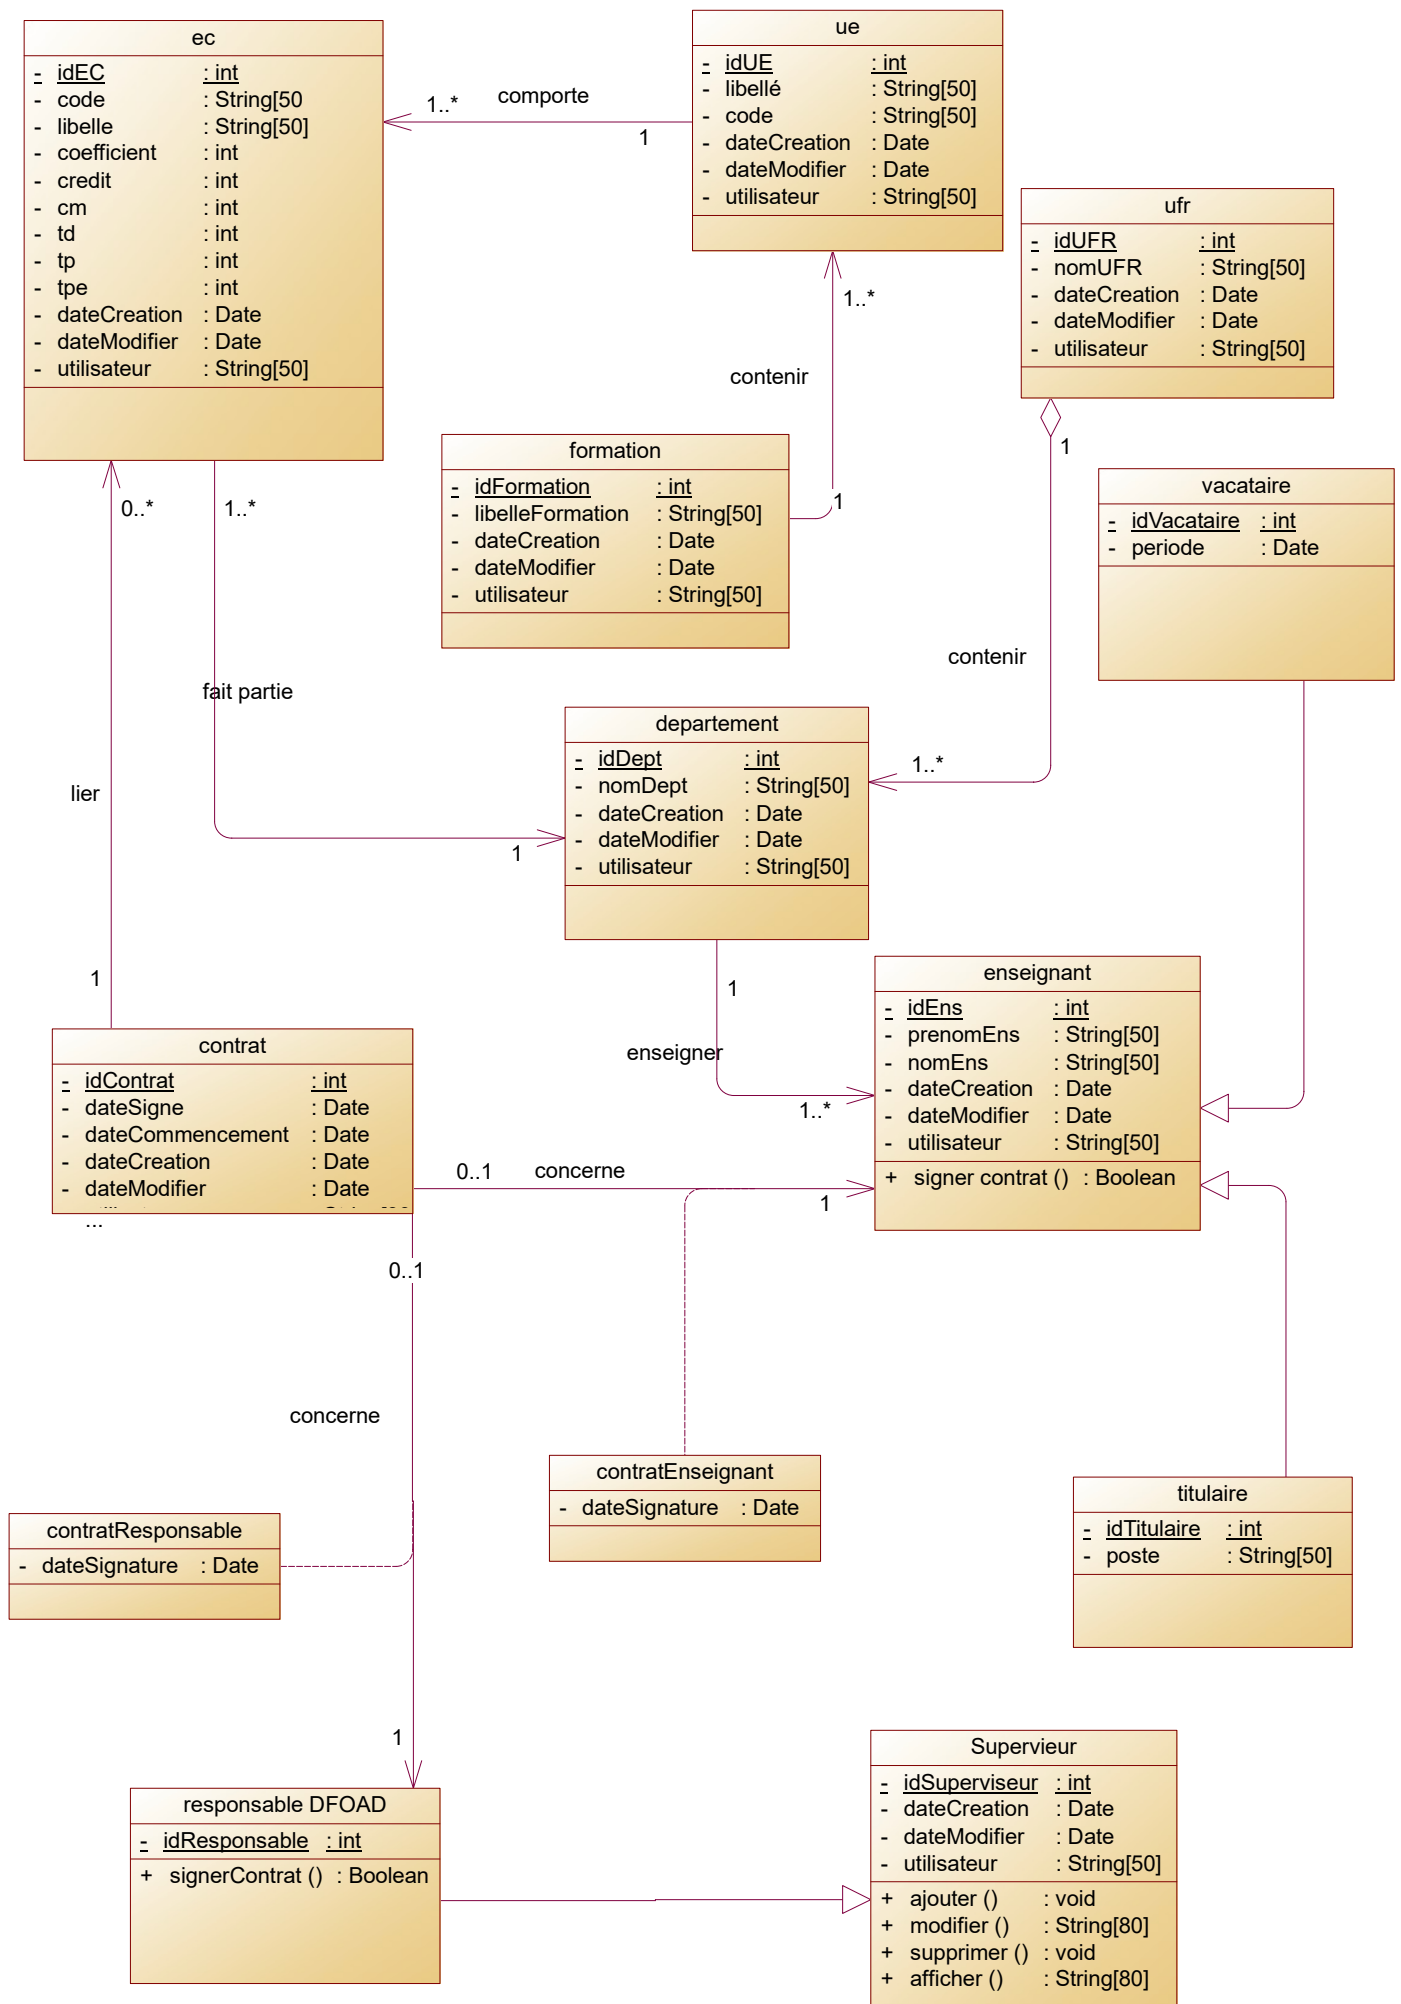 ec
- idEC : int
- code : String[50
- libelle : String[50]
- coefficient : int
- credit : int
- cm : int
- td : int
- tp : int
- tpe : int
- dateCreation : Date
- dateModifier : Date
- utilisateur : String[50]
ue
- idUE : int
- libellé : String[50]
- code : String[50]
- dateCreation : Date
- dateModifier : Date
- utilisateur : String[50]
1..* comporte
1
ufr
- idUFR : int
- nomUFR : String[50]
- dateCreation : Date
- dateModifier : Date
- utilisateur : String[50]
1..*
contenir
1
formation
- idFormation : int
- libelleFormation : String[50]
- dateCreation : Date
- dateModifier : Date
- utilisateur : String[50]
1
contenir
1..*
vacataire
- idVacataire : int
- periode : Date
0..*
1..*
fait partie
1
lier
1
departement
- idDept : int
- nomDept : String[50]
- dateCreation : Date
- dateModifier : Date
- utilisateur : String[50]
1
enseigner
1..*
enseignant
- idEns : int
- prenomEns : String[50]
- nomEns : String[50]
- dateCreation : Date
- dateModifier : Date
- utilisateur : String[50]
+ signer contrat () : Boolean
contrat
- idContrat : int
- dateSigne : Date
- dateCommencement : Date
- dateCreation : Date
- dateModifier : Date
...
0..1 concerne
1
0..1
concerne
1
contratEnseignant
- dateSignature : Date
contratResponsable
- dateSignature : Date
titulaire
- idTitulaire : int
- poste : String[50]
responsable DFOAD
- idResponsable : int
+ signerContrat () : Boolean
Supervieur
- idSuperviseur : int
- dateCreation : Date
- dateModifier : Date
- utilisateur : String[50]
+ ajouter () : void
+ modifier () : String[80]
+ supprimer () : void
+ afficher () : String[80]